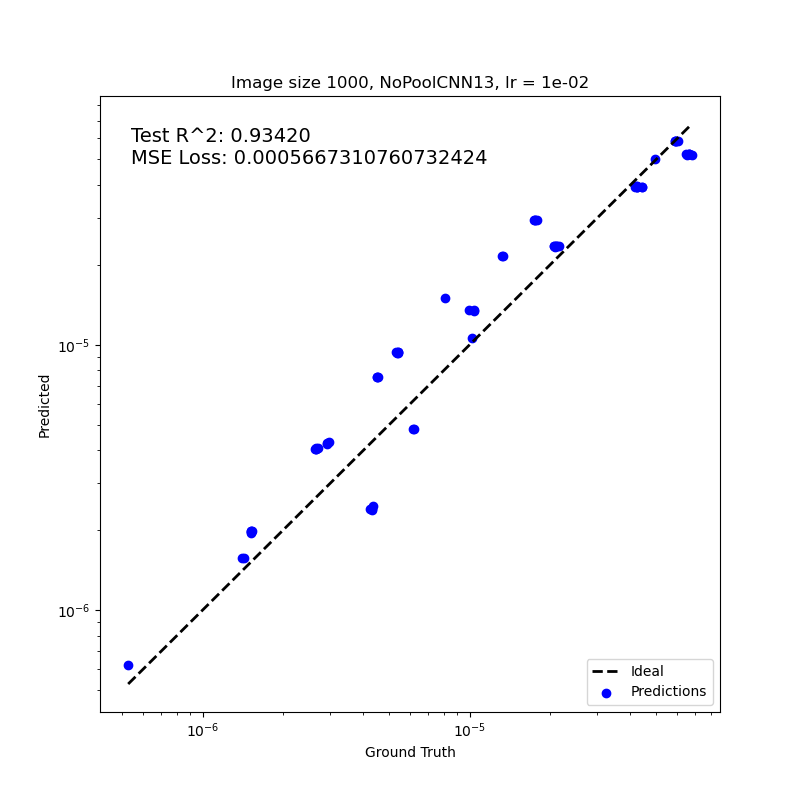 Image size 1000, NoPoolCNN13, lr = 1e-02
Test R^2: 0.93420
MSE Loss: 0.0005667310760732424
10⁻⁵
10⁻⁶
Predicted
Ideal
Predictions
10⁻⁶
10⁻⁵
Ground Truth